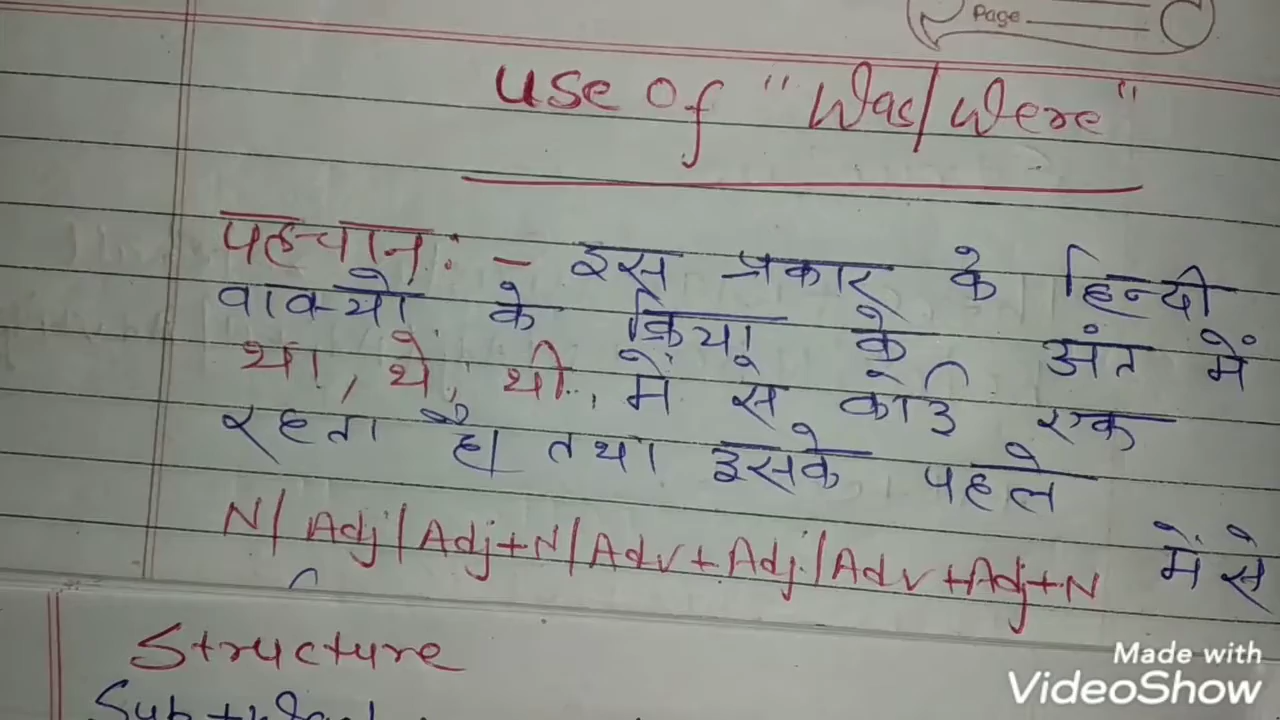 Page
Use of "Was/Were"
पहचान :- इस प्रकार के हिन्दी
वाक्यो के क्रिया के अंत में
था, थे, थी, में से कोई एक
रहता है। तथा इसके पहले
N/Adj/Adj+N/Adv+Adj/Adv+Adj+N में से
Structure
Made with
VideoShow